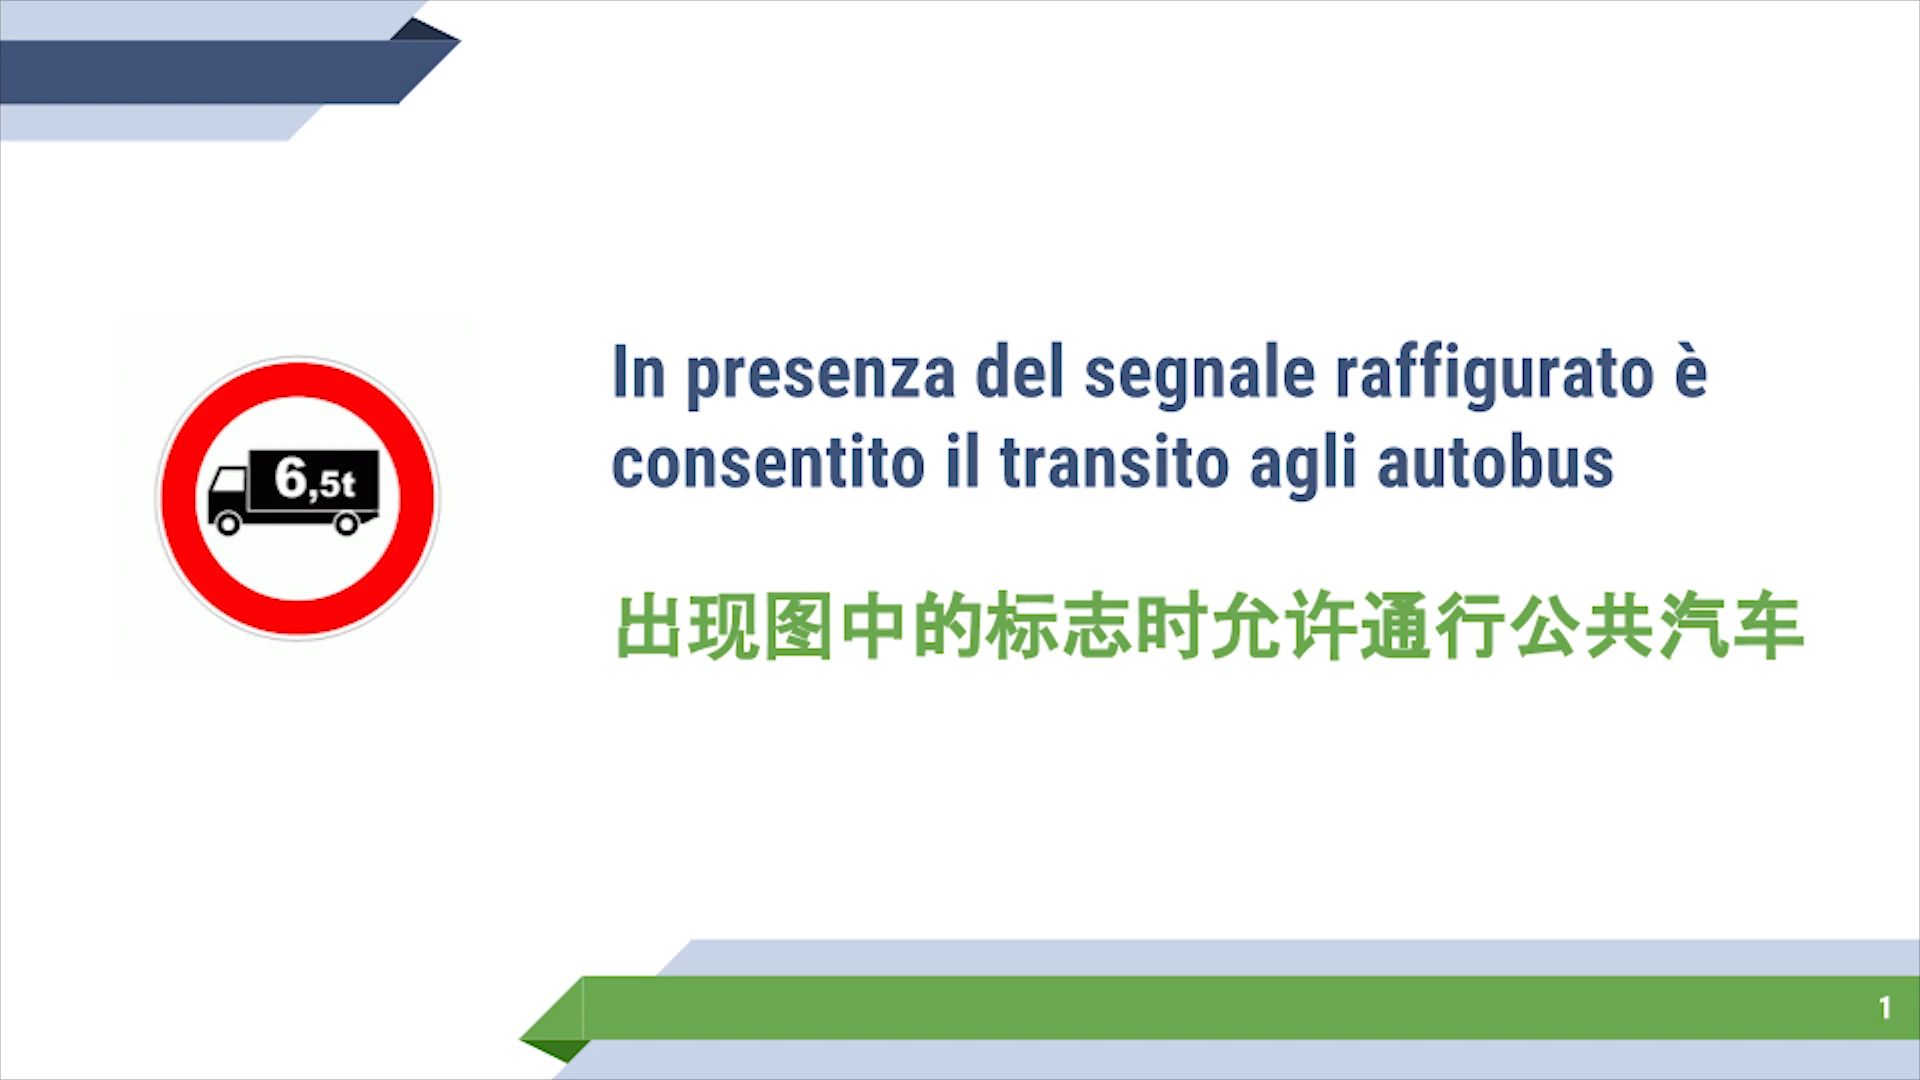 6,5t
In presenza del segnale raffigurato è
consentito il transito agli autobus
出现图中的标志时允许通行公共汽车
1